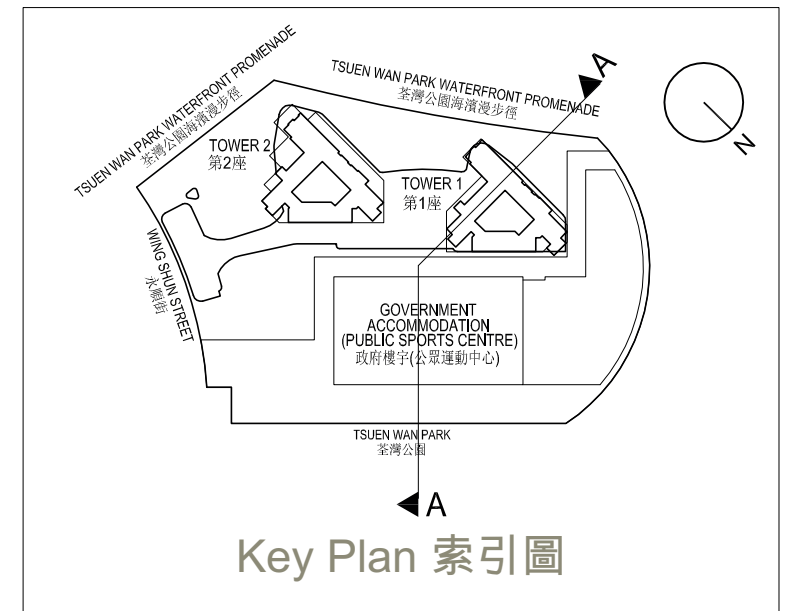 TSUEN WAN PARK WATERFRONT PROMENADE
荃灣公園海濱漫步徑
TSUEN WAN PARK WATERFRONT PROMENADE
荃灣公園海濱漫步徑
A
N
TOWER 2
第2座
TOWER 1
第1座
WING SHUN STREET
永順街
GOVERNMENT
ACCOMMODATION
(PUBLIC SPORTS CENTRE)
政府樓宇(公眾運動中心)
TSUEN WAN PARK
荃灣公園
A
Key Plan 索引圖